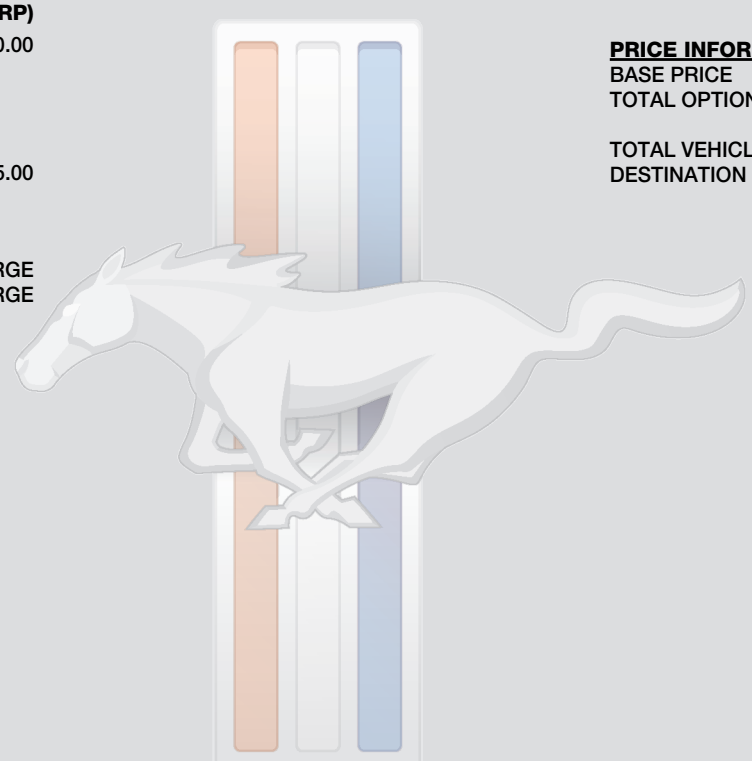 RP)
0.00
5.00
RGE
RGE
PRICE INFOR
BASE PRICE
TOTAL OPTION
TOTAL VEHICL
DESTINATION